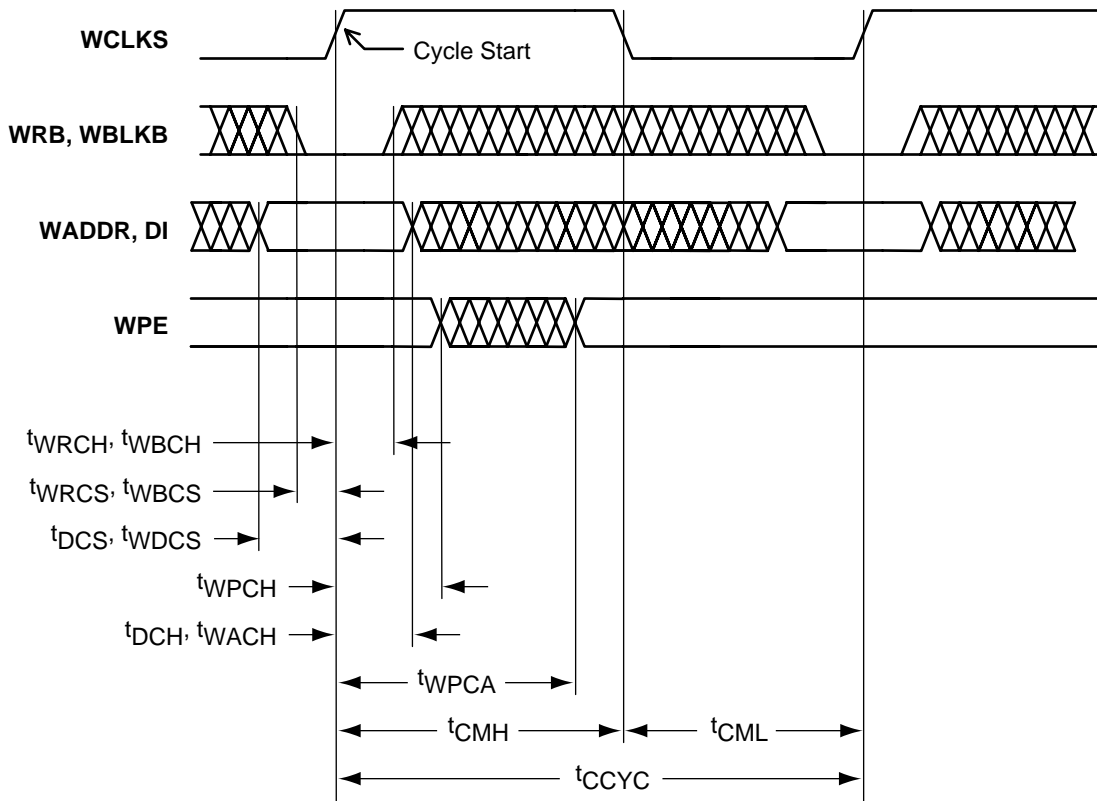 WCLKS
Cycle Start
WRB, WBLKB
WADDR, DI
WPE
tWRCH, tWBCH
tWRCS, tWBCS
tDCS, tWDCS
tWPCH
tDCH, tWACH
tWPCA
tCMH
tCML
tCCYC